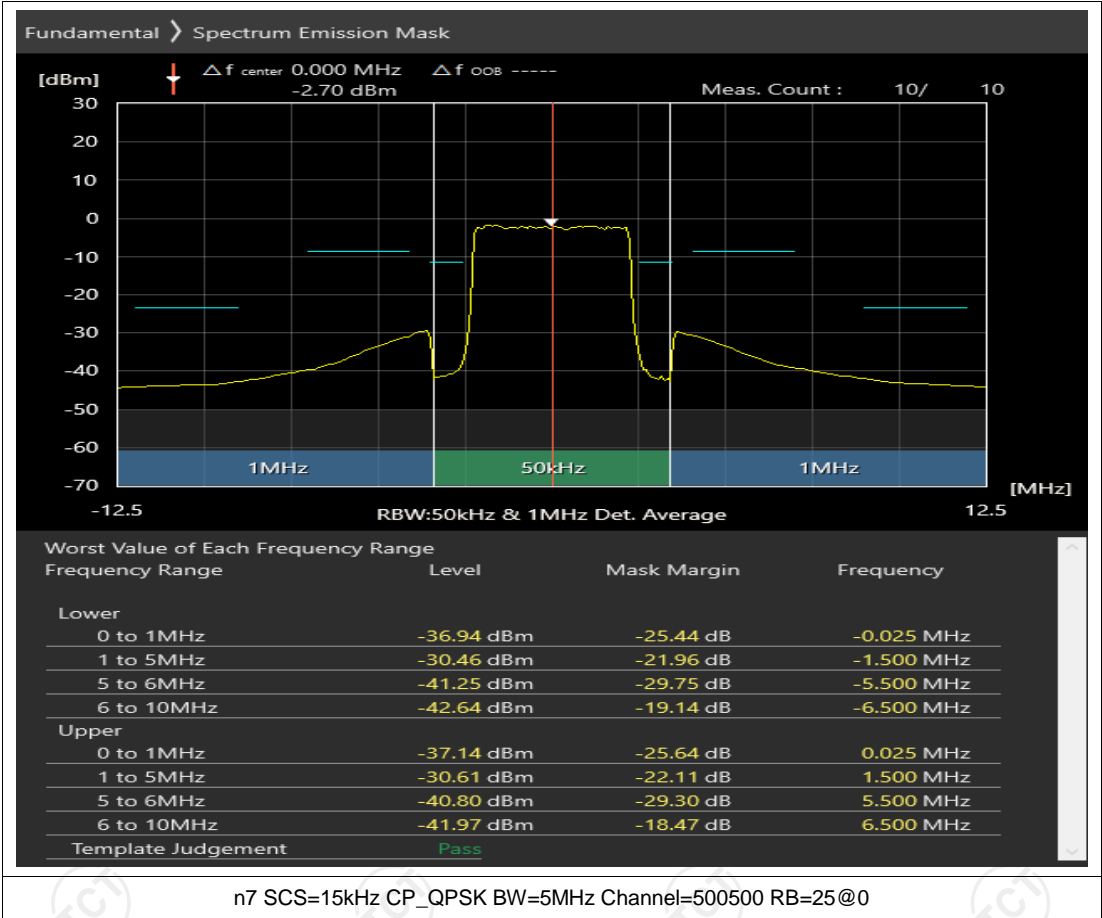 Fundamental ❯ Spectrum Emission Mask
[dBm] △f center 0.000 MHz △f OOB -----
-2.70 dBm Meas. Count : 10/ 10
30
20
10
0
-10
-20
-30
-40
-50
-60
1MHz 50kHz 1MHz
-70
[MHz]
-12.5 RBW:50kHz & 1MHz Det. Average 12.5
Worst Value of Each Frequency Range
Frequency Range Level Mask Margin Frequency
Lower
0 to 1MHz -36.94 dBm -25.44 dB -0.025 MHz
1 to 5MHz -30.46 dBm -21.96 dB -1.500 MHz
5 to 6MHz -41.25 dBm -29.75 dB -5.500 MHz
6 to 10MHz -42.64 dBm -19.14 dB -6.500 MHz
Upper
0 to 1MHz -37.14 dBm -25.64 dB 0.025 MHz
1 to 5MHz -30.61 dBm -22.11 dB 1.500 MHz
5 to 6MHz -40.80 dBm -29.30 dB 5.500 MHz
6 to 10MHz -41.97 dBm -18.47 dB 6.500 MHz
Template Judgement Pass
n7 SCS=15kHz CP_QPSK BW=5MHz Channel=500500 RB=25@0
TCT TCT TCT TCT